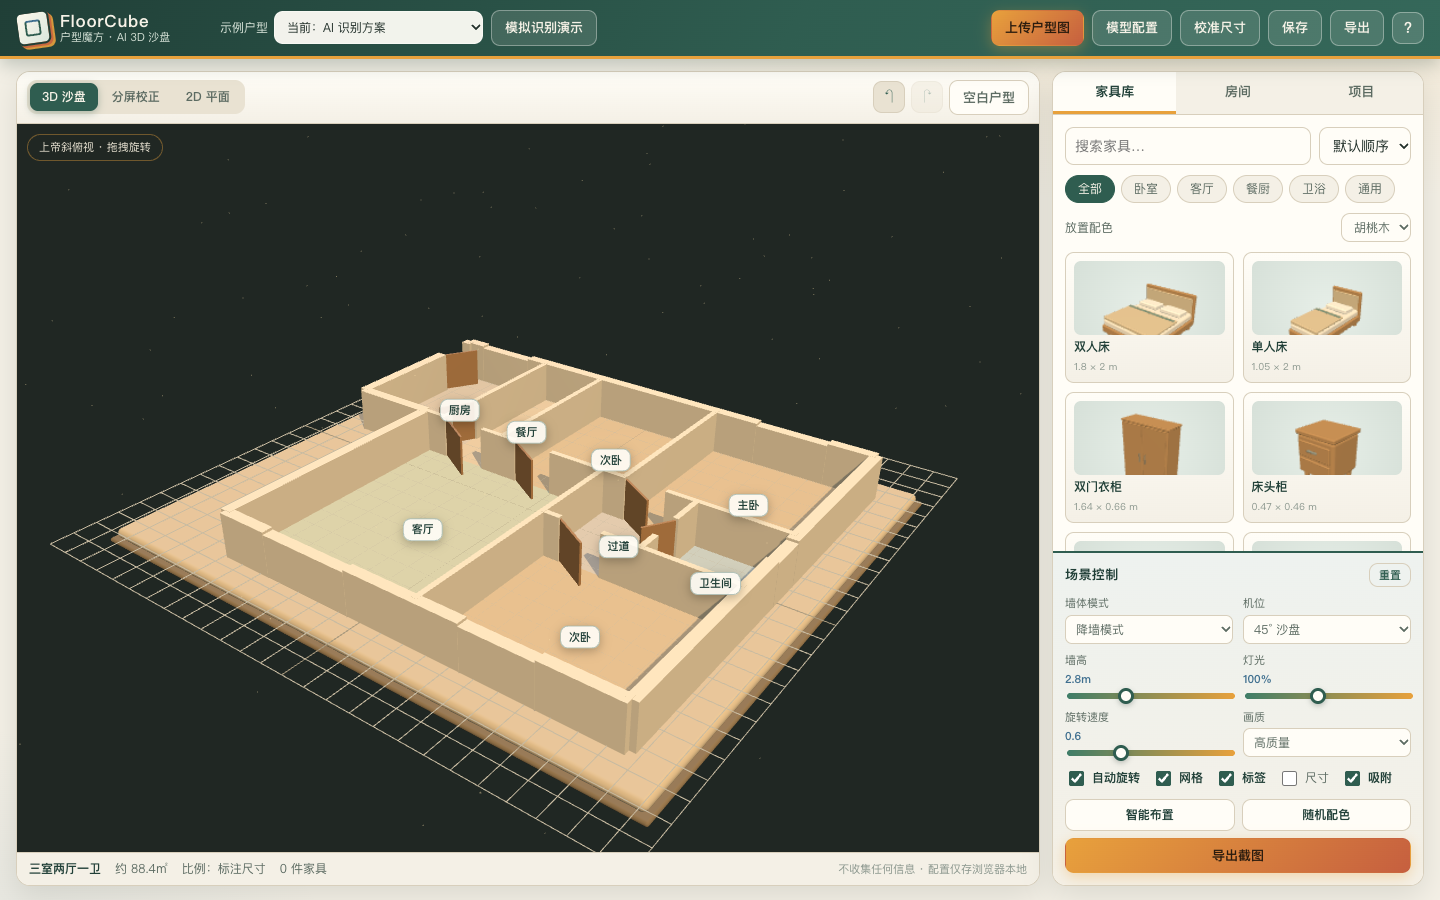 FloorCube
户型魔方 · AI 3D 沙盘
示例户型
当前：AI 识别方案
模拟识别演示
上传户型图
模型配置
校准尺寸
保存
导出
?
3D 沙盘
分屏校正
2D 平面
空白户型
上帝斜俯视 · 拖拽旋转
厨房
餐厅
次卧
主卧
客厅
过道
卫生间
次卧
三室两厅一卫
约 88.4㎡
比例：标注尺寸
0 件家具
不收集任何信息 · 配置仅存浏览器本地
家具库
房间
项目
搜索家具...
默认顺序
全部
卧室
客厅
餐厨
卫浴
通用
放置配色
胡桃木
双人床
1.8 × 2 m
单人床
1.05 × 2 m
双门衣柜
1.64 × 0.66 m
床头柜
0.47 × 0.46 m
场景控制
重置
墙体模式
机位
降墙模式
45° 沙盘
墙高
灯光
2.8m
100%
旋转速度
画质
0.6
高质量
自动旋转
网格
标签
尺寸
吸附
智能布置
随机配色
导出截图